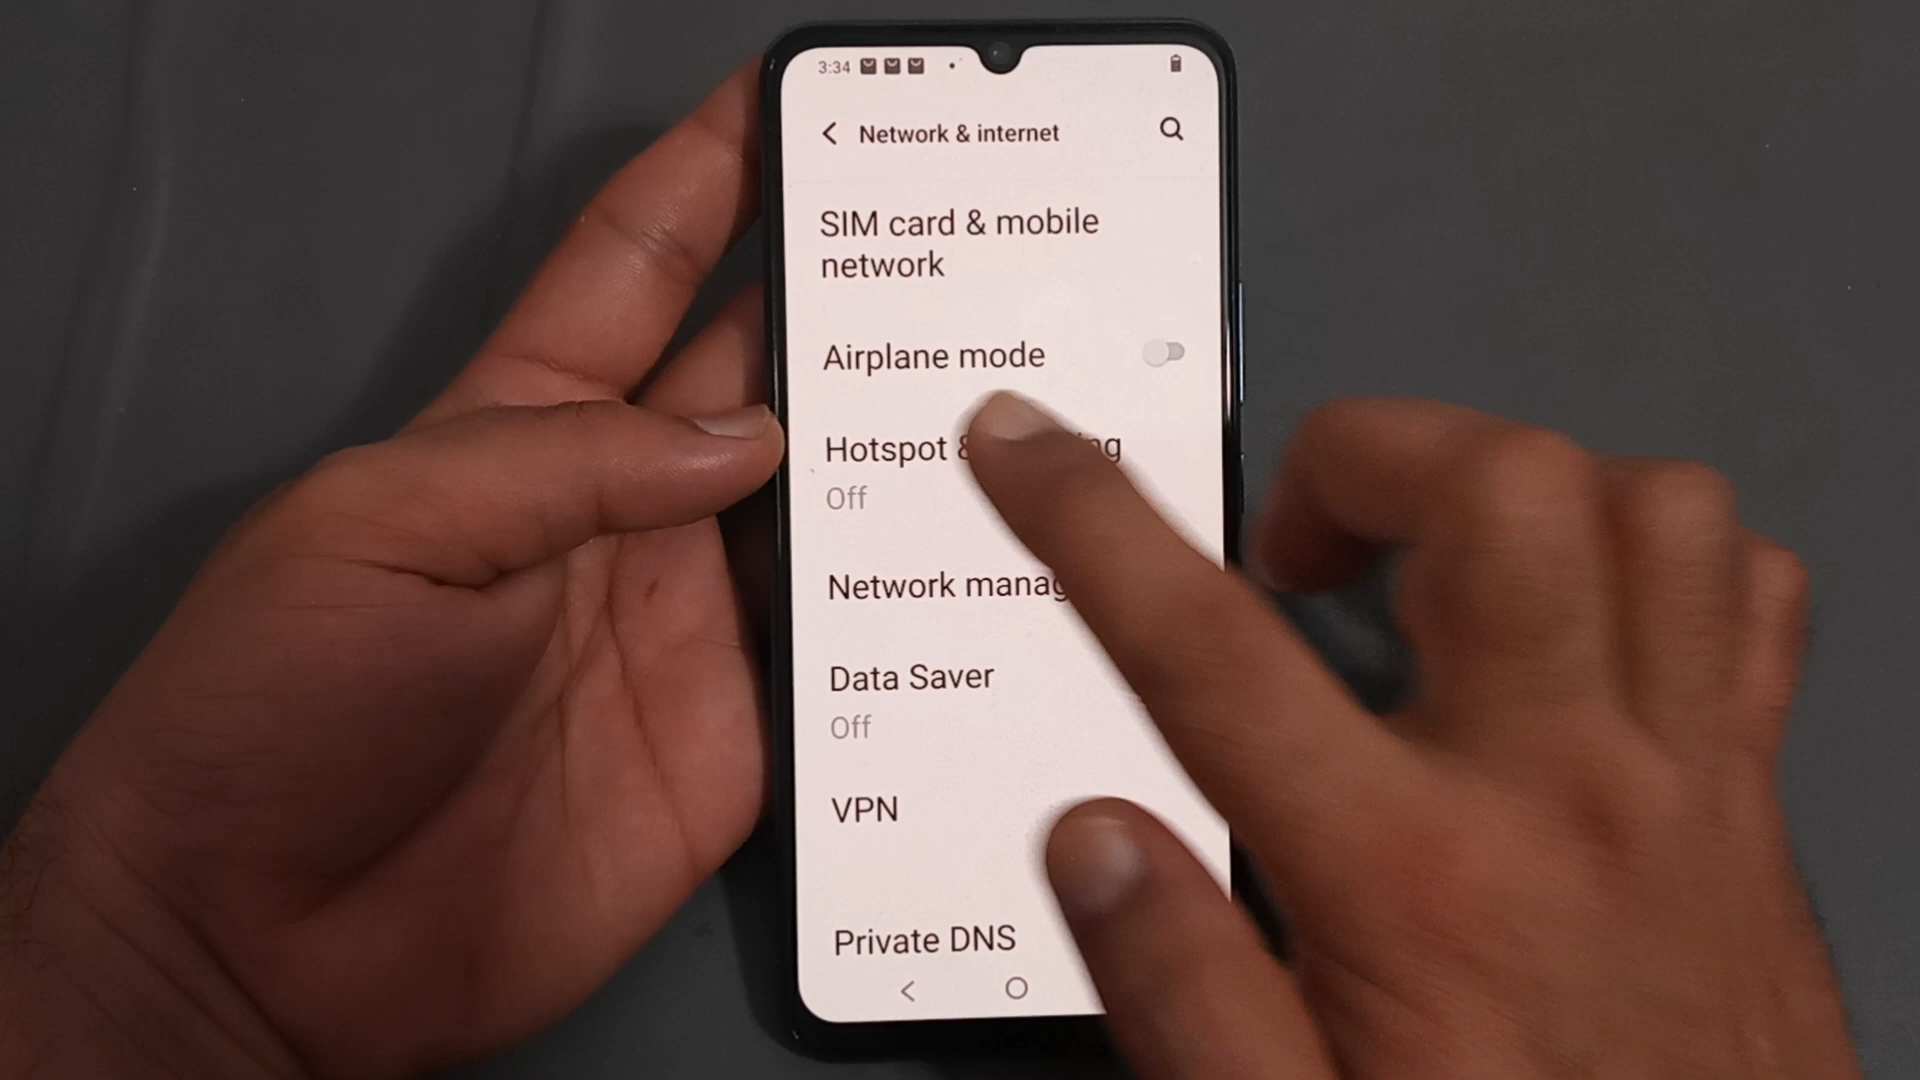 3:34
Network & internet
SIM card & mobile
network
Airplane mode
Hotspot &
Off
Network
Data Saver
Off
VPN
Private DNS